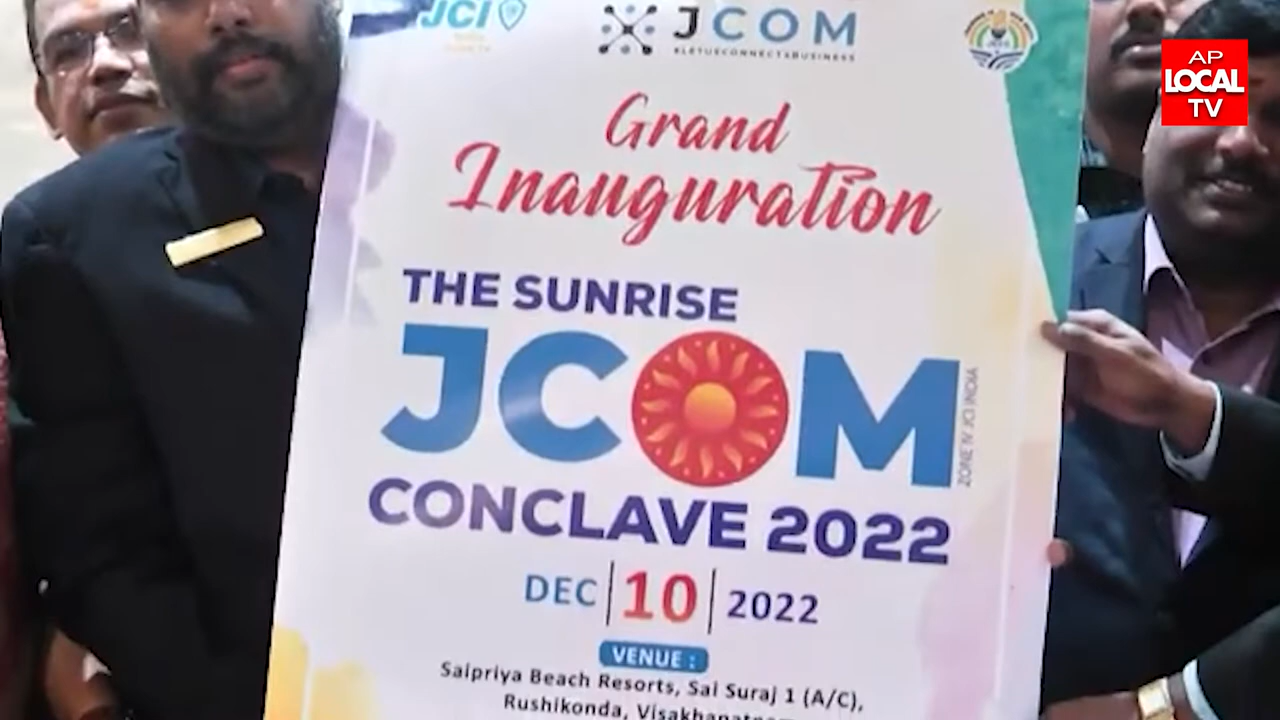 JCI
JCOM
#LETUSCONNECT4BUSINESS
AP
LOCAL
TV
Grand
Inauguration
THE SUNRISE
JCOM
ZONE IV JCI INDIA
CONCLAVE 2022
DEC 10 2022
VENUE :
Saipriya Beach Resorts, Sai Suraj 1 (A/C),
Rushikonda,